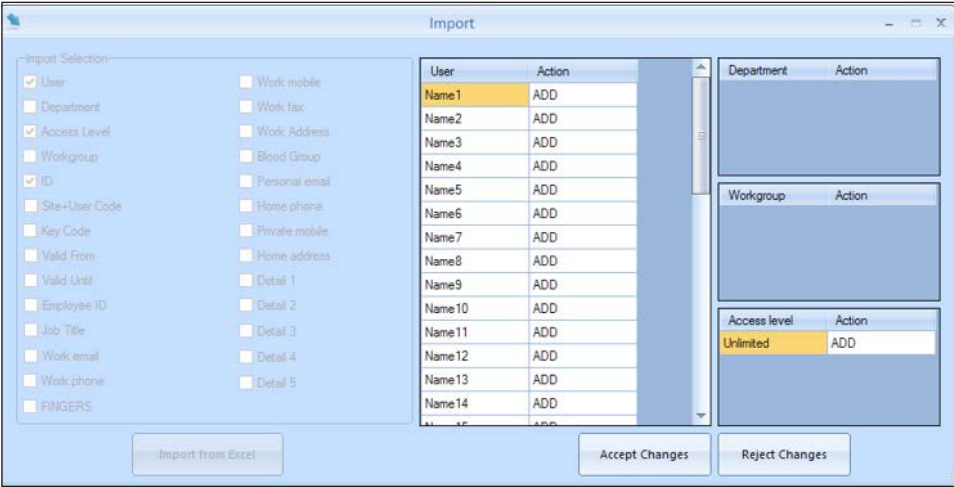 Import
Import Selection
User
Department
Access Level
Workgroup
ID
Site+User Code
Key Code
Valid From
Valid Until
Employee ID
Job Title
Work email
Work phone
FINGERS
Work mobile
Work fax
Work Address
Blood Group
Personal email
Home phone
Private mobile
Home address
Detail 1
Detail 2
Detail 3
Detail 4
Detail 5
Import from Excel
User Action
Name1 ADD
Name2 ADD
Name3 ADD
Name4 ADD
Name5 ADD
Name6 ADD
Name7 ADD
Name8 ADD
Name9 ADD
Name10 ADD
Name11 ADD
Name12 ADD
Name13 ADD
Name14 ADD
Department Action
Workgroup Action
Access level Action
Unlimited ADD
Accept Changes
Reject Changes